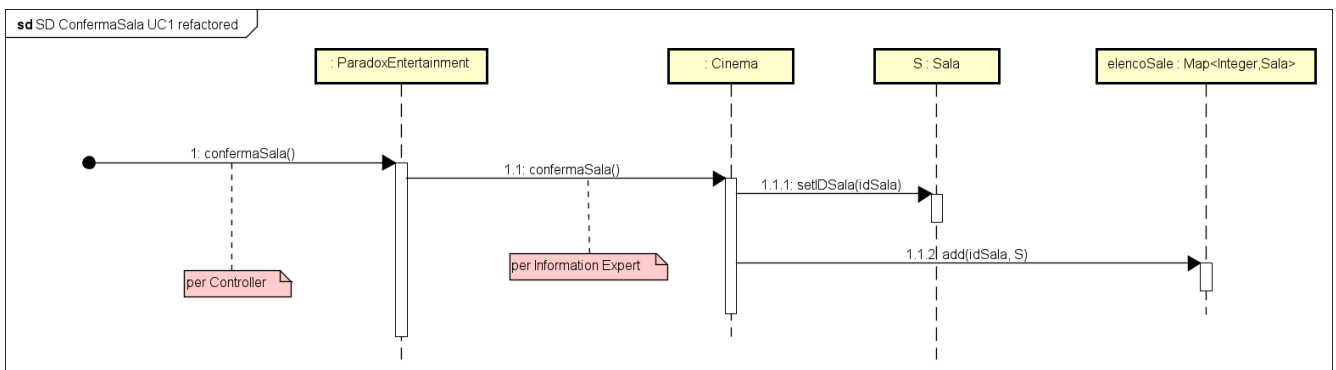 sd SD ConfermaSala UC1 refactored
: ParadoxEntertainment
: Cinema
S : Sala
elencoSale : Map<Integer,Sala>
1: confermaSala()
1.1: confermaSala()
1.1.1: setIDSala(idSala)
1.1.2: add(idSala, S)
per Information Expert
per Controller